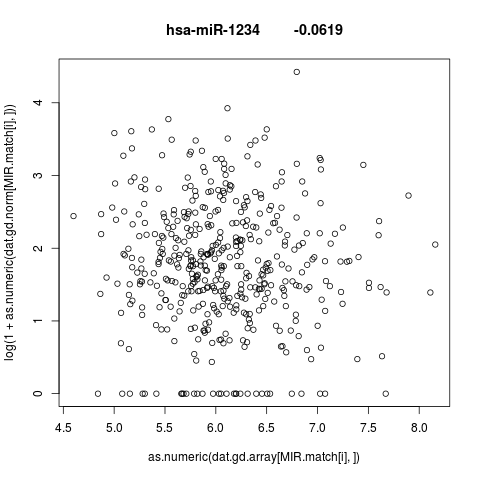 hsa-miR-1234 -0.0619
log(1 + as.numeric(dat.gd.norm[MIR.match[i], ]))
4
3
2
1
0
4.5 5.0 5.5 6.0 6.5 7.0 7.5 8.0
as.numeric(dat.gd.array[MIR.match[i], ])